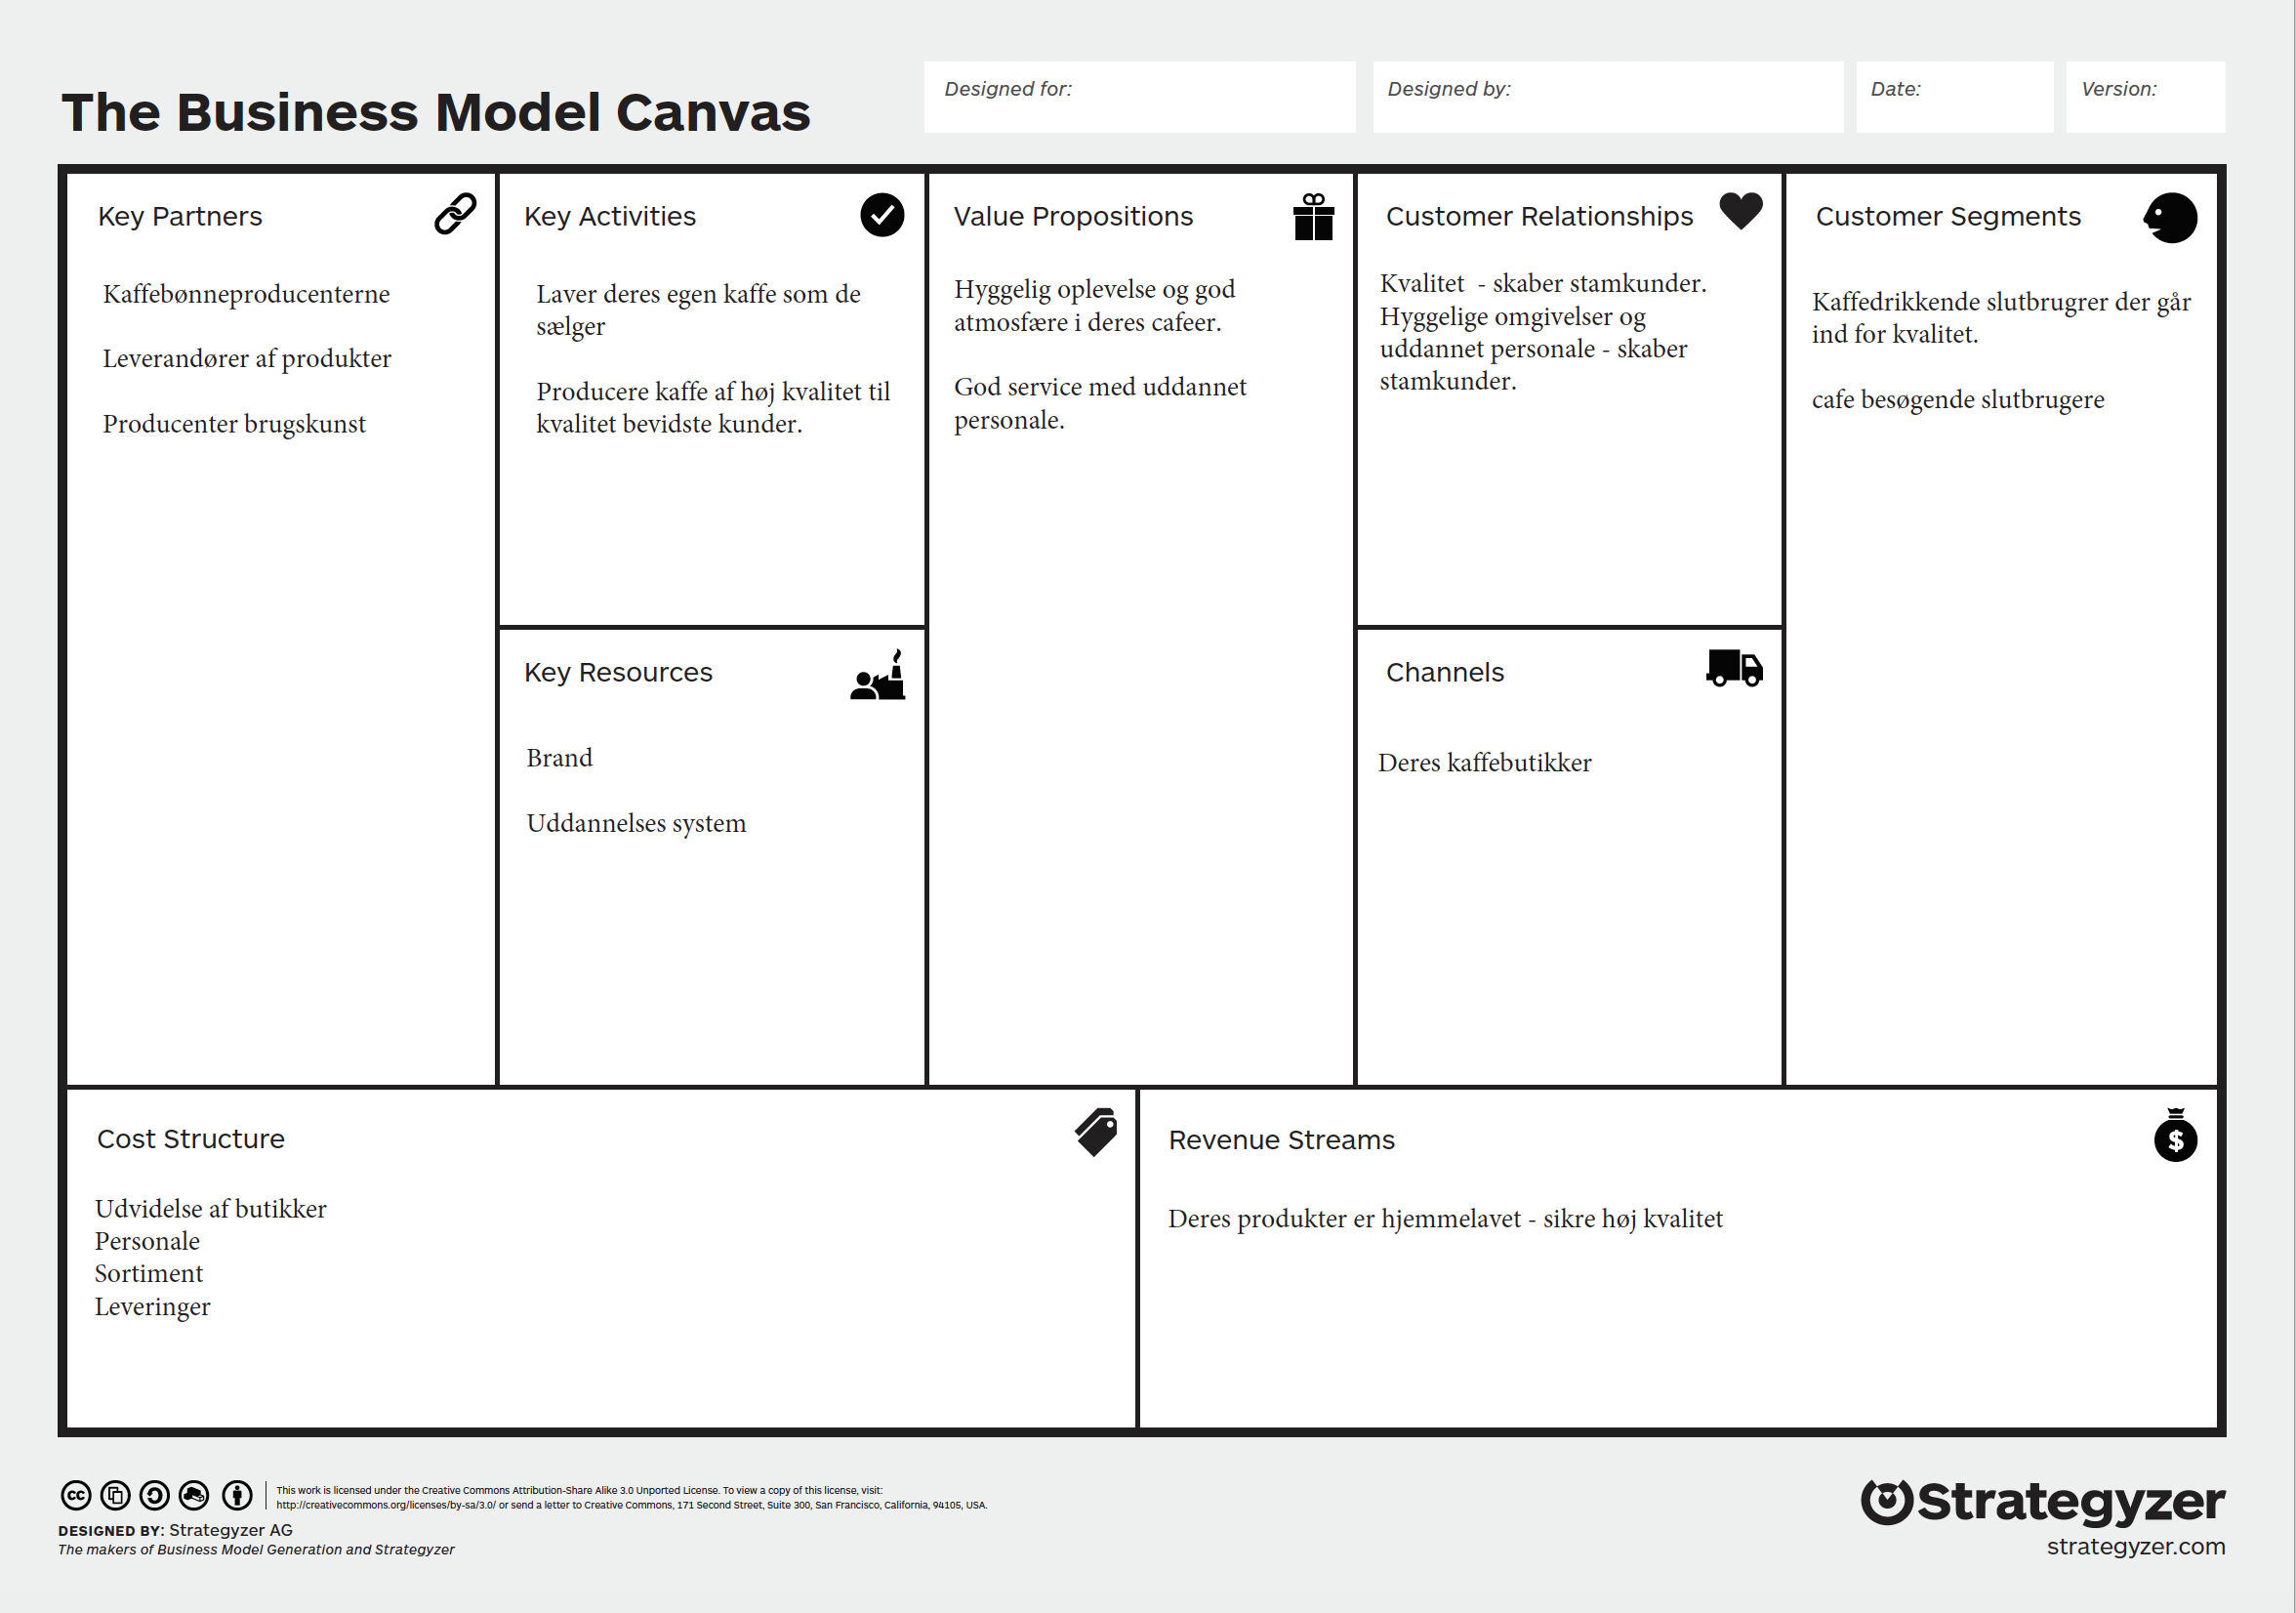 The Business Model Canvas
Designed for:
Designed by:
Date:
Version:
Key Partners
Kaffebønneproducenterne
Leverandører af produkter
Producenter brugskunst
Key Activities
Laver deres egen kaffe som de
sælger
Producere kaffe af høj kvalitet til
kvalitet bevidste kunder.
Key Resources
Brand
Uddannelses system
Value Propositions
Hyggelig oplevelse og god
atmosfære i deres cafeer.
God service med uddannet
personale.
Customer Relationships
Kvalitet - skaber stamkunder.
Hyggelige omgivelser og
uddannet personale - skaber
stamkunder.
Channels
Deres kaffebutikker
Customer Segments
Kaffedrikkende slutbrugrer der går
ind for kvalitet.
cafe besøgende slutbrugere
Cost Structure
Udvidelse af butikker
Personale
Sortiment
Leveringer
Revenue Streams
$
Deres produkter er hjemmelavet - sikre høj kvalitet
cc
This work is licensed under the Creative Commons Attribution-Share Alike 3.0 Unported License. To view a copy of this license, visit:
http://creativecommons.org/licenses/by-sa/3.0/ or send a letter to Creative Commons, 171 Second Street, Suite 300, San Francisco, California, 94105, USA.
DESIGNED BY: Strategyzer AG
The makers of Business Model Generation and Strategyzer
Strategyzer
strategyzer.com